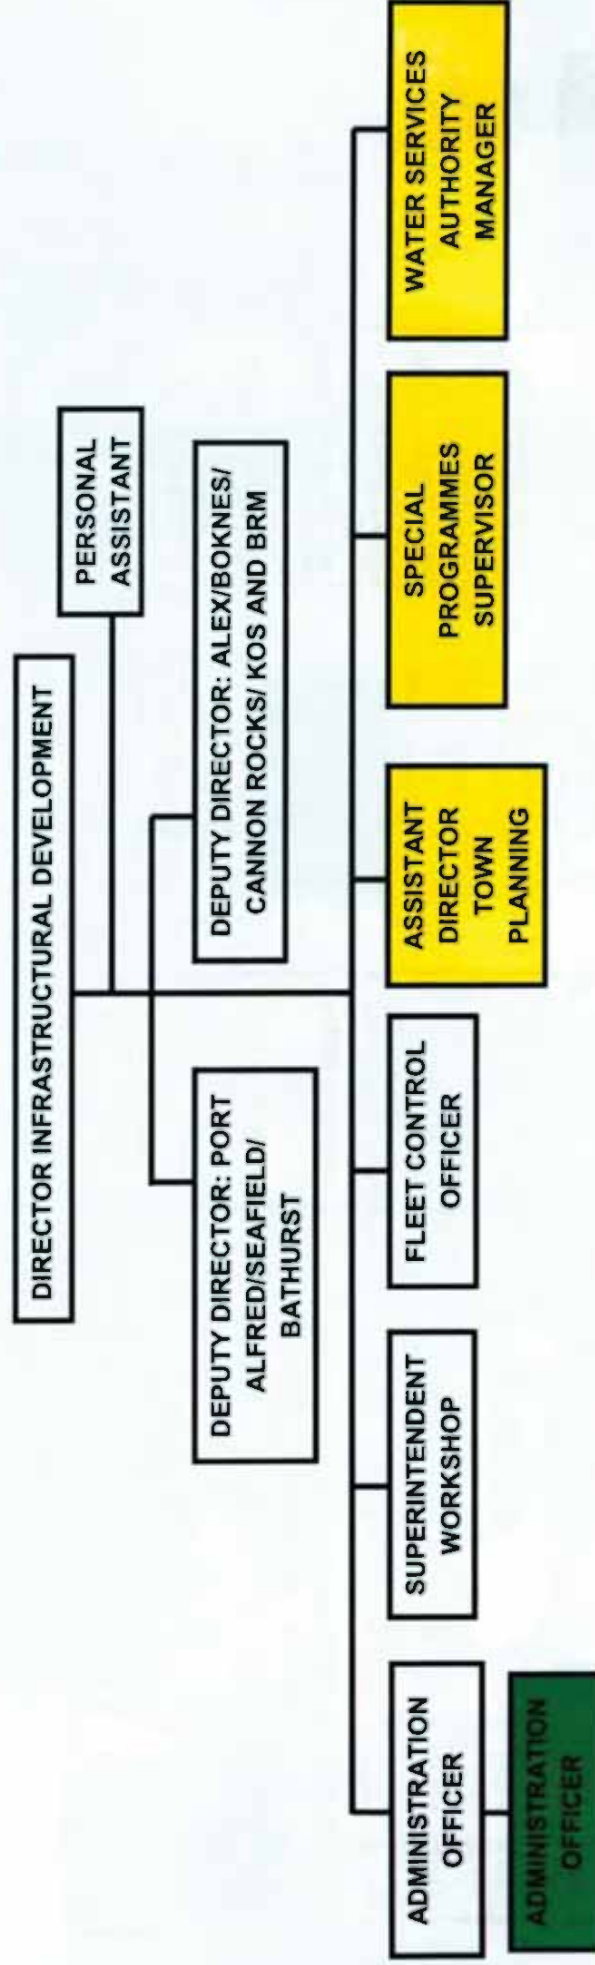 DIRECTOR INFRASTRUCTURAL DEVELOPMENT
PERSONAL
ASSISTANT
DEPUTY DIRECTOR: PORT
ALFRED/SEAFIELD/
BATHURST
DEPUTY DIRECTOR: ALEX/BOKNES/
CANNON ROCKS/ KOS AND BRM
ADMINISTRATION
OFFICER
SUPERINTENDENT
WORKSHOP
FLEET CONTROL
OFFICER
ASSISTANT
DIRECTOR
TOWN
PLANNING
SPECIAL
PROGRAMMES
SUPERVISOR
WATER SERVICES
AUTHORITY
MANAGER
ADMINISTRATION
OFFICER